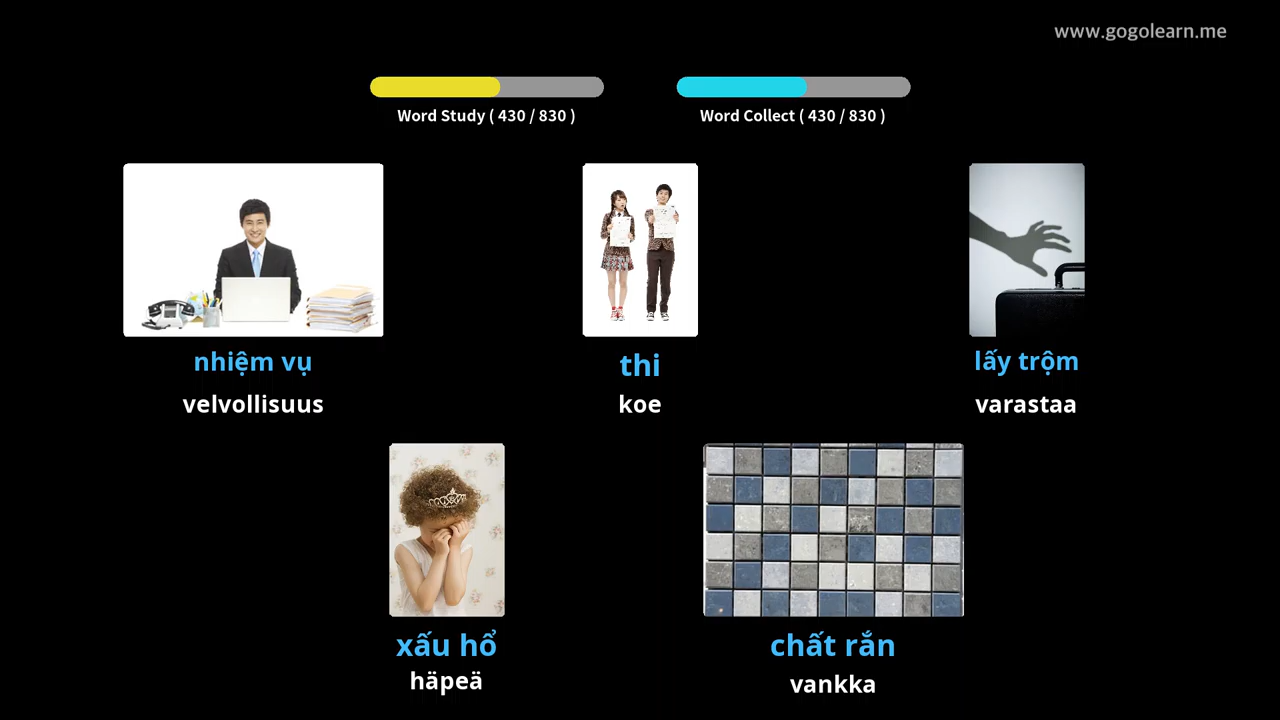 www.gogolearn.me
Word Study ( 430 / 830 )
Word Collect ( 430 / 830 )
nhiệm vụ
velvollisuus
thi
koe
lấy trộm
varastaa
xấu hổ
häpeä
chất rắn
vankka